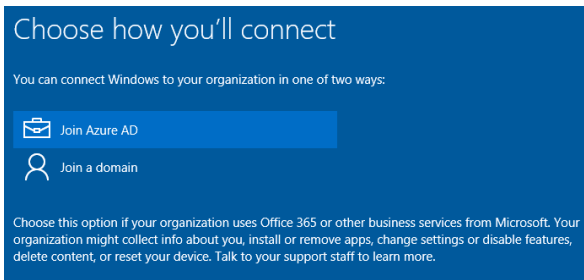 Choose how you'll connect
You can connect Windows to your organization in one of two ways:
Join Azure AD
Join a domain
Choose this option if your organization uses Office 365 or other business services from Microsoft. Your
organization might collect info about you, install or remove apps, change settings or disable features,
delete content, or reset your device. Talk to your support staff to learn more.